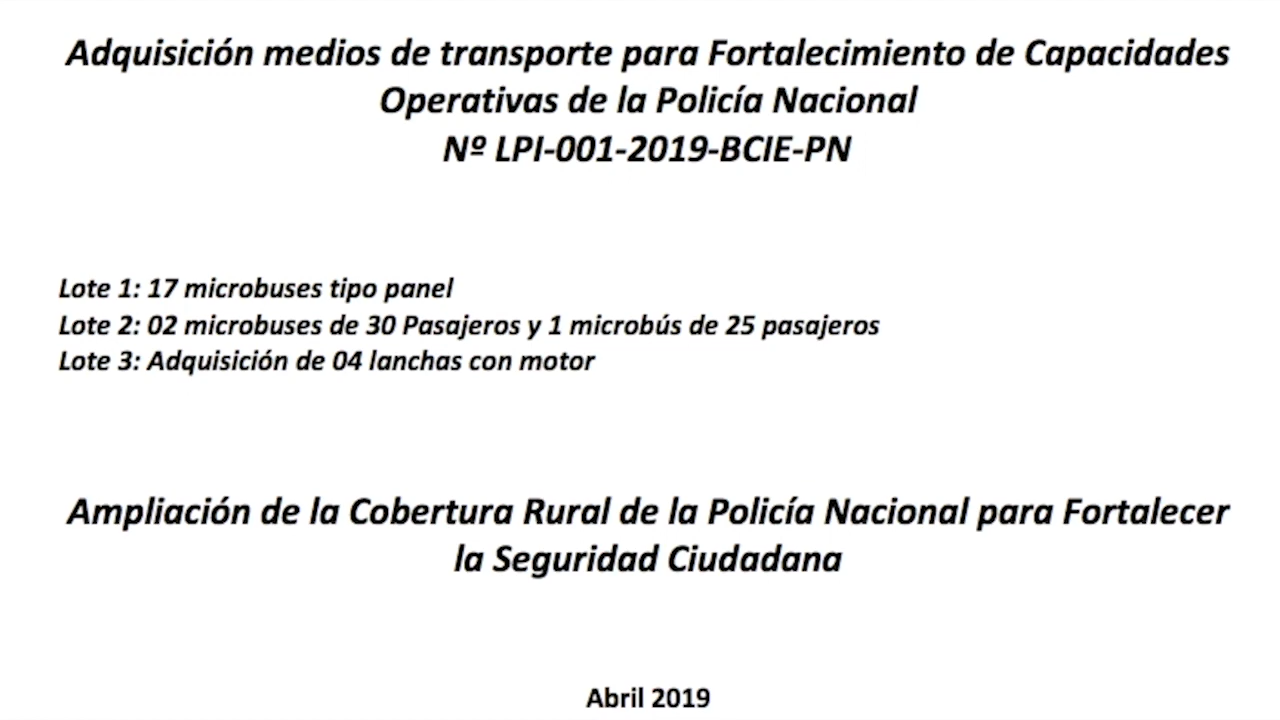 Adquisición medios de transporte para Fortalecimiento de Capacidades
Operativas de la Policía Nacional
Nº LPI-001-2019-BCIE-PN
Lote 1: 17 microbuses tipo panel
Lote 2: 02 microbuses de 30 Pasajeros y 1 microbús de 25 pasajeros
Lote 3: Adquisición de 04 lanchas con motor
Ampliación de la Cobertura Rural de la Policía Nacional para Fortalecer
la Seguridad Ciudadana
Abril 2019